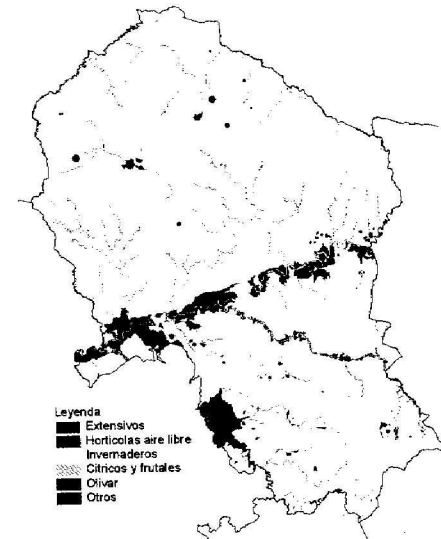 Leyenda
Extensivos
Horticolas aire libre
Invernaderos
Citricos y frutales
Olivar
Otros